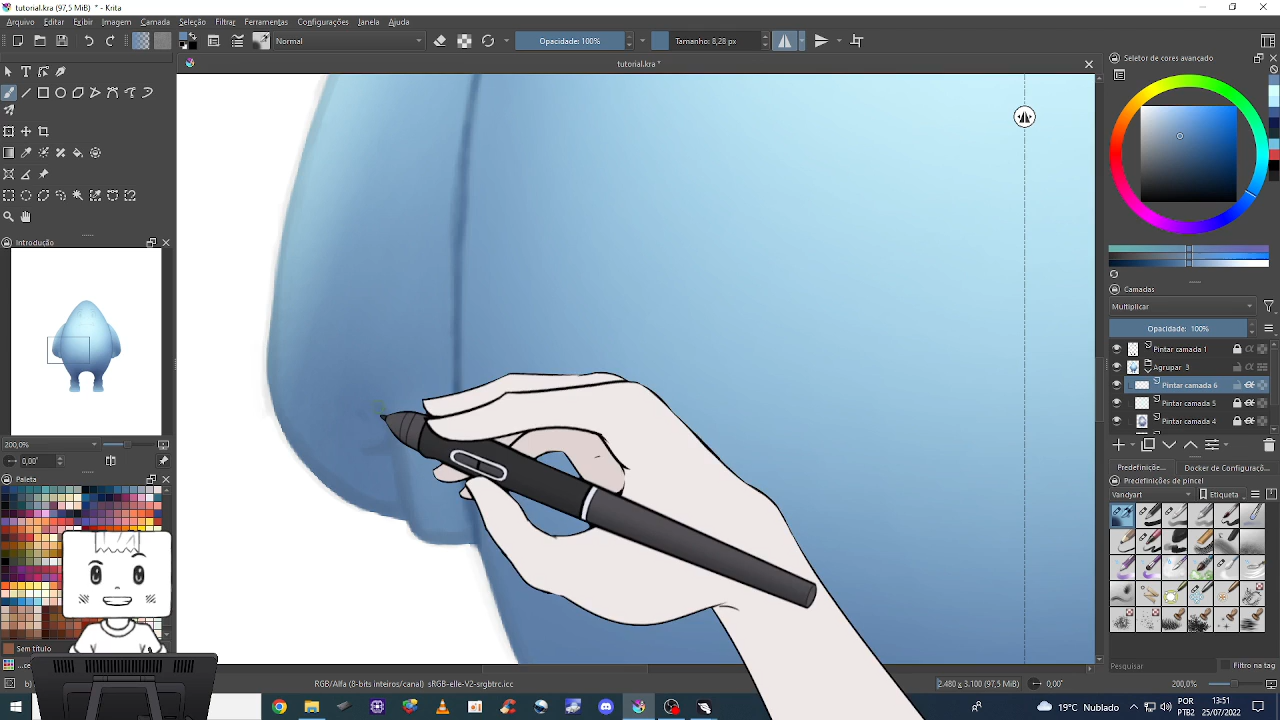 tutorial.kra (97,5 MiB) * - Krita
Arquivo Editar Exibir Imagem Camada Seleção Filtrar Ferramentas Configurações Janela Ajuda
Normal
Opacidade: 100%
Tamanho: 8,28 px
tutorial.kra *
Seletor de cores avançado
Introdução
200,0%
0,00°
Paleta
Sem título
Camadas
Multiplicar
Opacidade: 100%
Pintar camada 1
Agrupar 3
Pintar camada 6
Pintar camada 5
Pintar camada 4
Predefinie...
Docker de Configuraçõ...
Predefinições do pincel
Vandyart
Etiqueta
Pesquisar
Filtro na tag
b)
RGB/Alfa (8-bits inteiros/canal) sRGB-elle-V2-srgbtrc.icc
2.480 x 3.100 (97,5 MiB)
0,00°
200,0%
19°C Nublado
POR
PTB2
13:51
25/07/2022